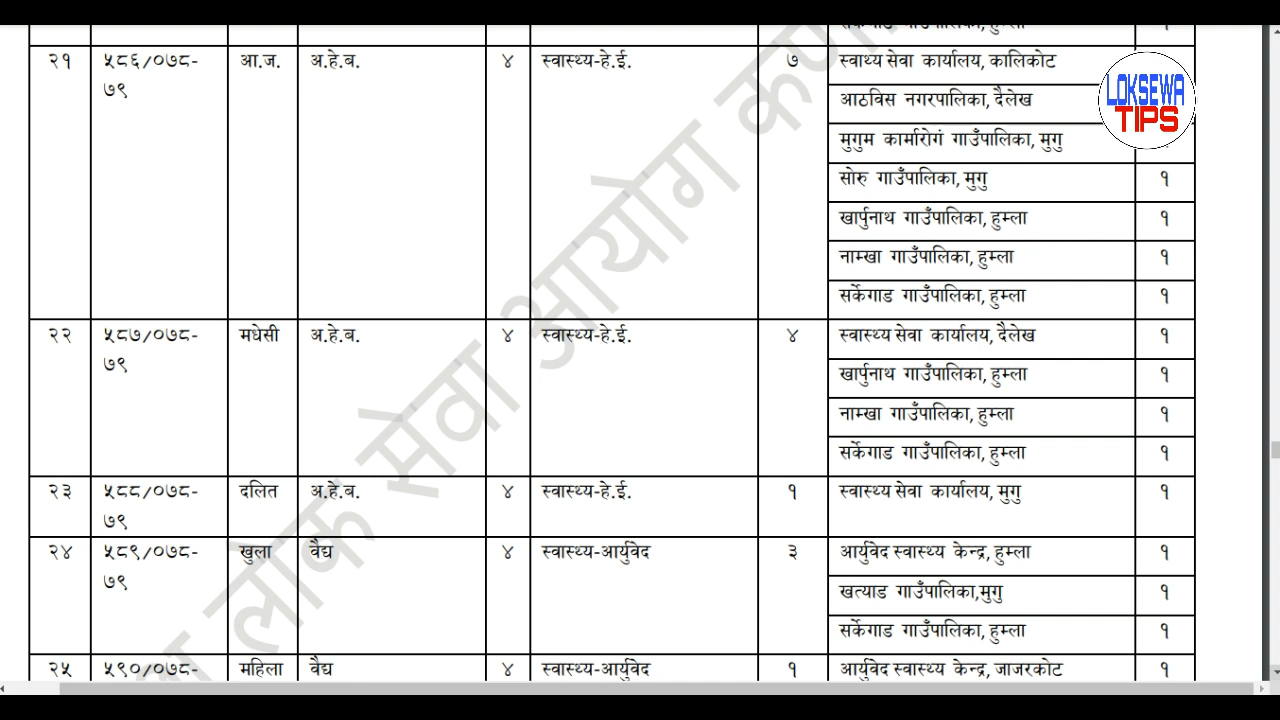 सर्केगाड गाउँपालिका, हुम्ला १
२१ ५८६/०७८- आ.ज. अ.हे.ब. ४ स्वास्थ्य-हे.ई. ७ स्वाथ्य सेवा कार्यालय, कालिकोट
७९
आठविस नगरपालिका, दैलेख
मुगुम कार्मारोगं गाउँपालिका, मुगु
सोरु गाउँपालिका, मुगु १
खार्पुनाथ गाउँपालिका, हुम्ला १
नाम्खा गाउँपालिका, हुम्ला १
सर्केगाड गाउँपालिका, हुम्ला १
२२ ५८७/०७८- मधेसी अ.हे.ब. ४ स्वास्थ्य-हे.ई. ४ स्वास्थ्य सेवा कार्यालय, दैलेख १
७९
खार्पुनाथ गाउँपालिका, हुम्ला १
नाम्खा गाउँपालिका, हुम्ला १
सर्केगाड गाउँपालिका, हुम्ला १
२३ ५८८/०७८- दलित अ.हे.ब. ४ स्वास्थ्य-हे.ई. १ स्वास्थ्य सेवा कार्यालय, मुगु १
७९
२४ ५८९/०७८- खुला वैद्य ४ स्वास्थ्य-आर्युवेद ३ आर्युवेद स्वास्थ्य केन्द्र, हुम्ला १
७९
खत्याड गाउँपालिका,मुगु १
सर्केगाड गाउँपालिका, हुम्ला १
२५ ५९०/०७८- महिला वैद्य ४ स्वास्थ्य-आर्युवेद १ आर्युवेद स्वास्थ्य केन्द्र, जाजरकोट १
लोक सेवा आयोग
LOKSEWA
TIPS